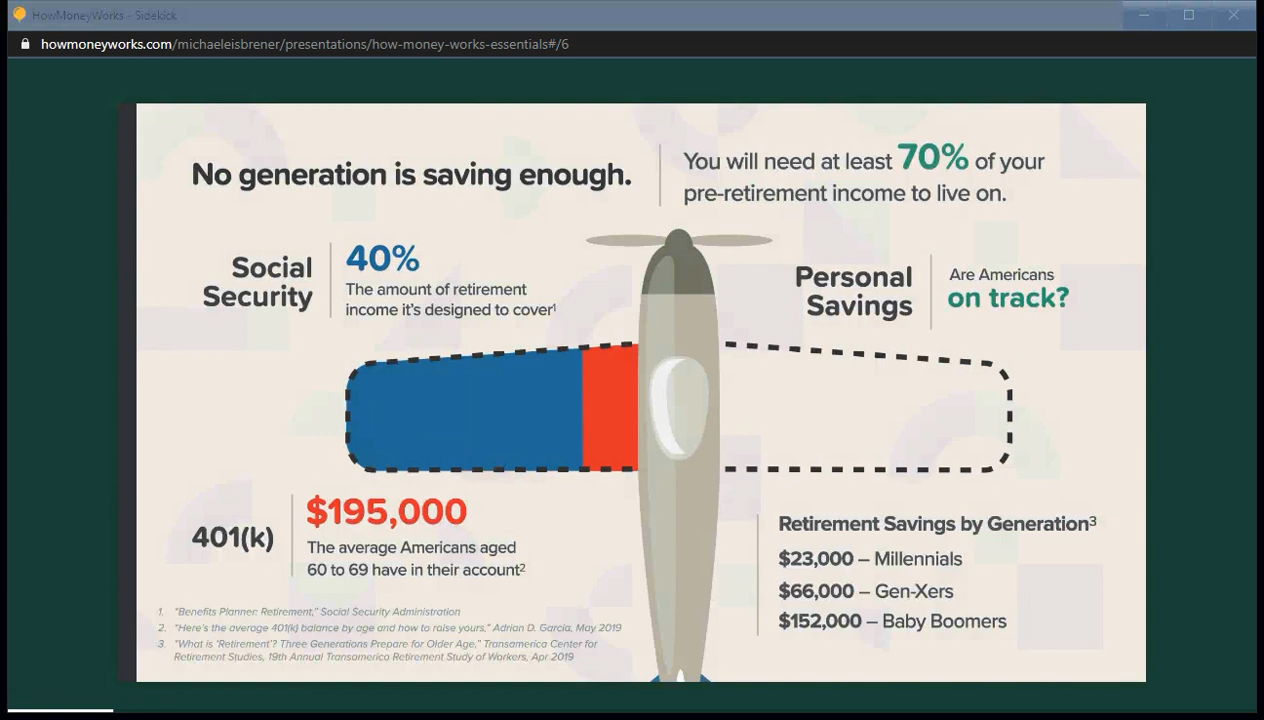 HowMoneyWorks - Sidekick
howmoneyworks.com/michaeleisbrener/presentations/how-money-works-essentials#/6
No generation is saving enough.
You will need at least 70% of your
pre-retirement income to live on.
Social
Security
40%
The amount of retirement
income it's designed to cover¹
Personal
Savings
Are Americans
on track?
401(k)
$195,000
The average Americans aged
60 to 69 have in their account²
Retirement Savings by Generation³
$23,000 – Millennials
$66,000 – Gen-Xers
$152,000 – Baby Boomers
1. "Benefits Planner: Retirement," Social Security Administration
2. "Here's the average 401(k) balance by age and how to raise yours," Adrian D. Garcia, May 2019
3. "What is 'Retirement'? Three Generations Prepare for Older Age," Transamerica Center for
Retirement Studies, 19th Annual Transamerica Retirement Study of Workers, Apr 2019